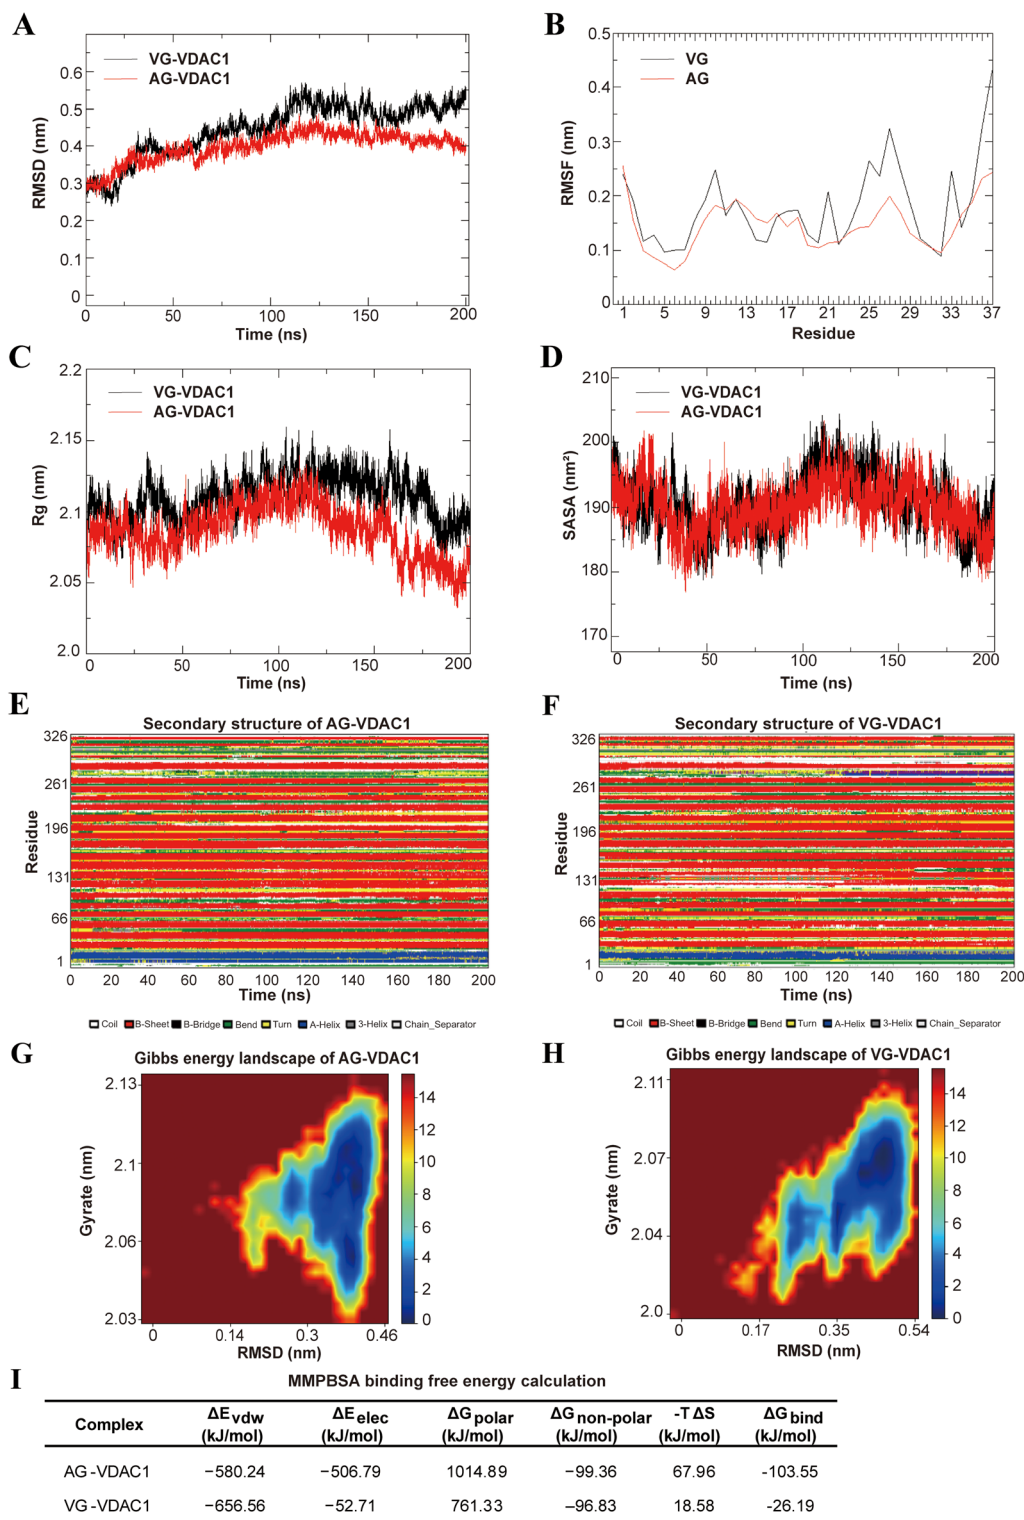 A
VG-VDAC1
AG-VDAC1
RMSD (nm)
0.6
0.5
0.4
0.3
0.2
0.1
0
0 50 100 150 200
Time (ns)
B
VG
AG
RMSF (nm)
0.5
0.4
0.3
0.2
0.1
0
1 5 9 13 17 21 25 29 33 37
Residue
C
VG-VDAC1
AG-VDAC1
Rg (nm)
2.2
2.15
2.1
2.05
2.0
0 50 100 150 200
Time (ns)
D
VG-VDAC1
AG-VDAC1
SASA (nm²)
210
200
190
180
170
0 50 100 150 200
Time (ns)
E
Secondary structure of AG-VDAC1
Residue
326
261
196
131
66
1
0 20 40 60 80 100 120 140 160 180 200
Time (ns)
Coil B-Sheet B-Bridge Bend Turn A-Helix 3-Helix Chain_Separator
F
Secondary structure of VG-VDAC1
Residue
326
261
196
131
66
1
0 20 40 60 80 100 120 140 160 180 200
Time (ns)
Coil B-Sheet B-Bridge Bend Turn A-Helix 3-Helix Chain_Separator
G
Gibbs energy landscape of AG-VDAC1
Gyrate (nm)
2.13
2.1
2.06
2.03
0 0.14 0.3 0.46
RMSD (nm)
14
12
10
8
6
4
2
0
H
Gibbs energy landscape of VG-VDAC1
Gyrate (nm)
2.11
2.07
2.04
2.0
0 0.17 0.35 0.54
RMSD (nm)
14
12
10
8
6
4
2
0
I
MMPBSA binding free energy calculation
Complex ΔEvdw (kJ/mol) ΔEelec (kJ/mol) ΔGpolar (kJ/mol) ΔGnon-polar (kJ/mol) -TΔS (kJ/mol) ΔGbind (kJ/mol)
AG-VDAC1 −580.24 −506.79 1014.89 −99.36 67.96 -103.55
VG-VDAC1 −656.56 −52.71 761.33 −96.83 18.58 -26.19